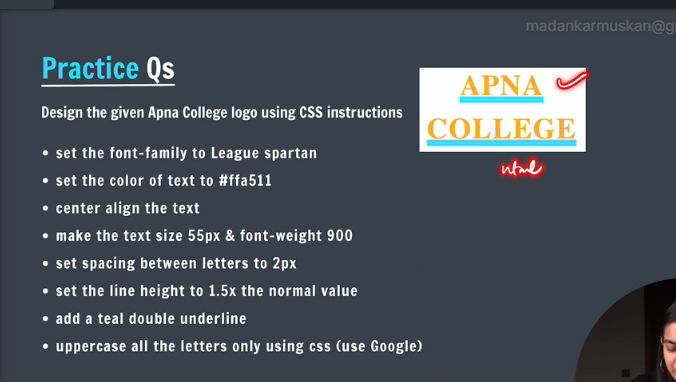 madankarmuskan@g
Practice Qs
Design the given Apna College logo using CSS instructions
APNA
COLLEGE
html
• set the font-family to League spartan
• set the color of text to #ffa511
• center align the text
• make the text size 55px & font-weight 900
• set spacing between letters to 2px
• set the line height to 1.5x the normal value
• add a teal double underline
• uppercase all the letters only using css (use Google)